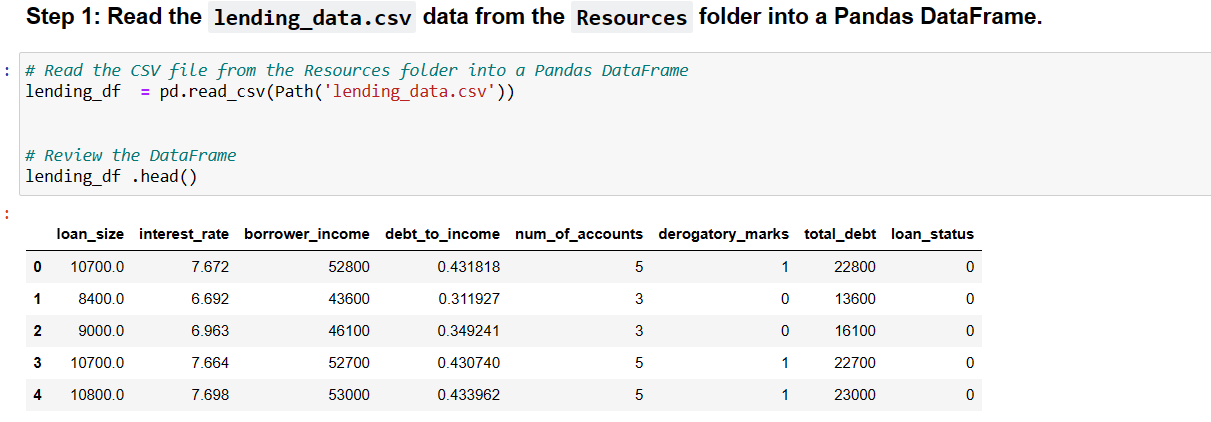 Step 1: Read the lending_data.csv data from the Resources folder into a Pandas DataFrame.
: # Read the CSV file from the Resources folder into a Pandas DataFrame
lending_df  = pd.read_csv(Path('lending_data.csv'))
# Review the DataFrame
lending_df .head()
:
loan_size interest_rate borrower_income debt_to_income num_of_accounts derogatory_marks total_debt loan_status
0 10700.0 7.672 52800 0.431818 5 1 22800 0
1 8400.0 6.692 43600 0.311927 3 0 13600 0
2 9000.0 6.963 46100 0.349241 3 0 16100 0
3 10700.0 7.664 52700 0.430740 5 1 22700 0
4 10800.0 7.698 53000 0.433962 5 1 23000 0